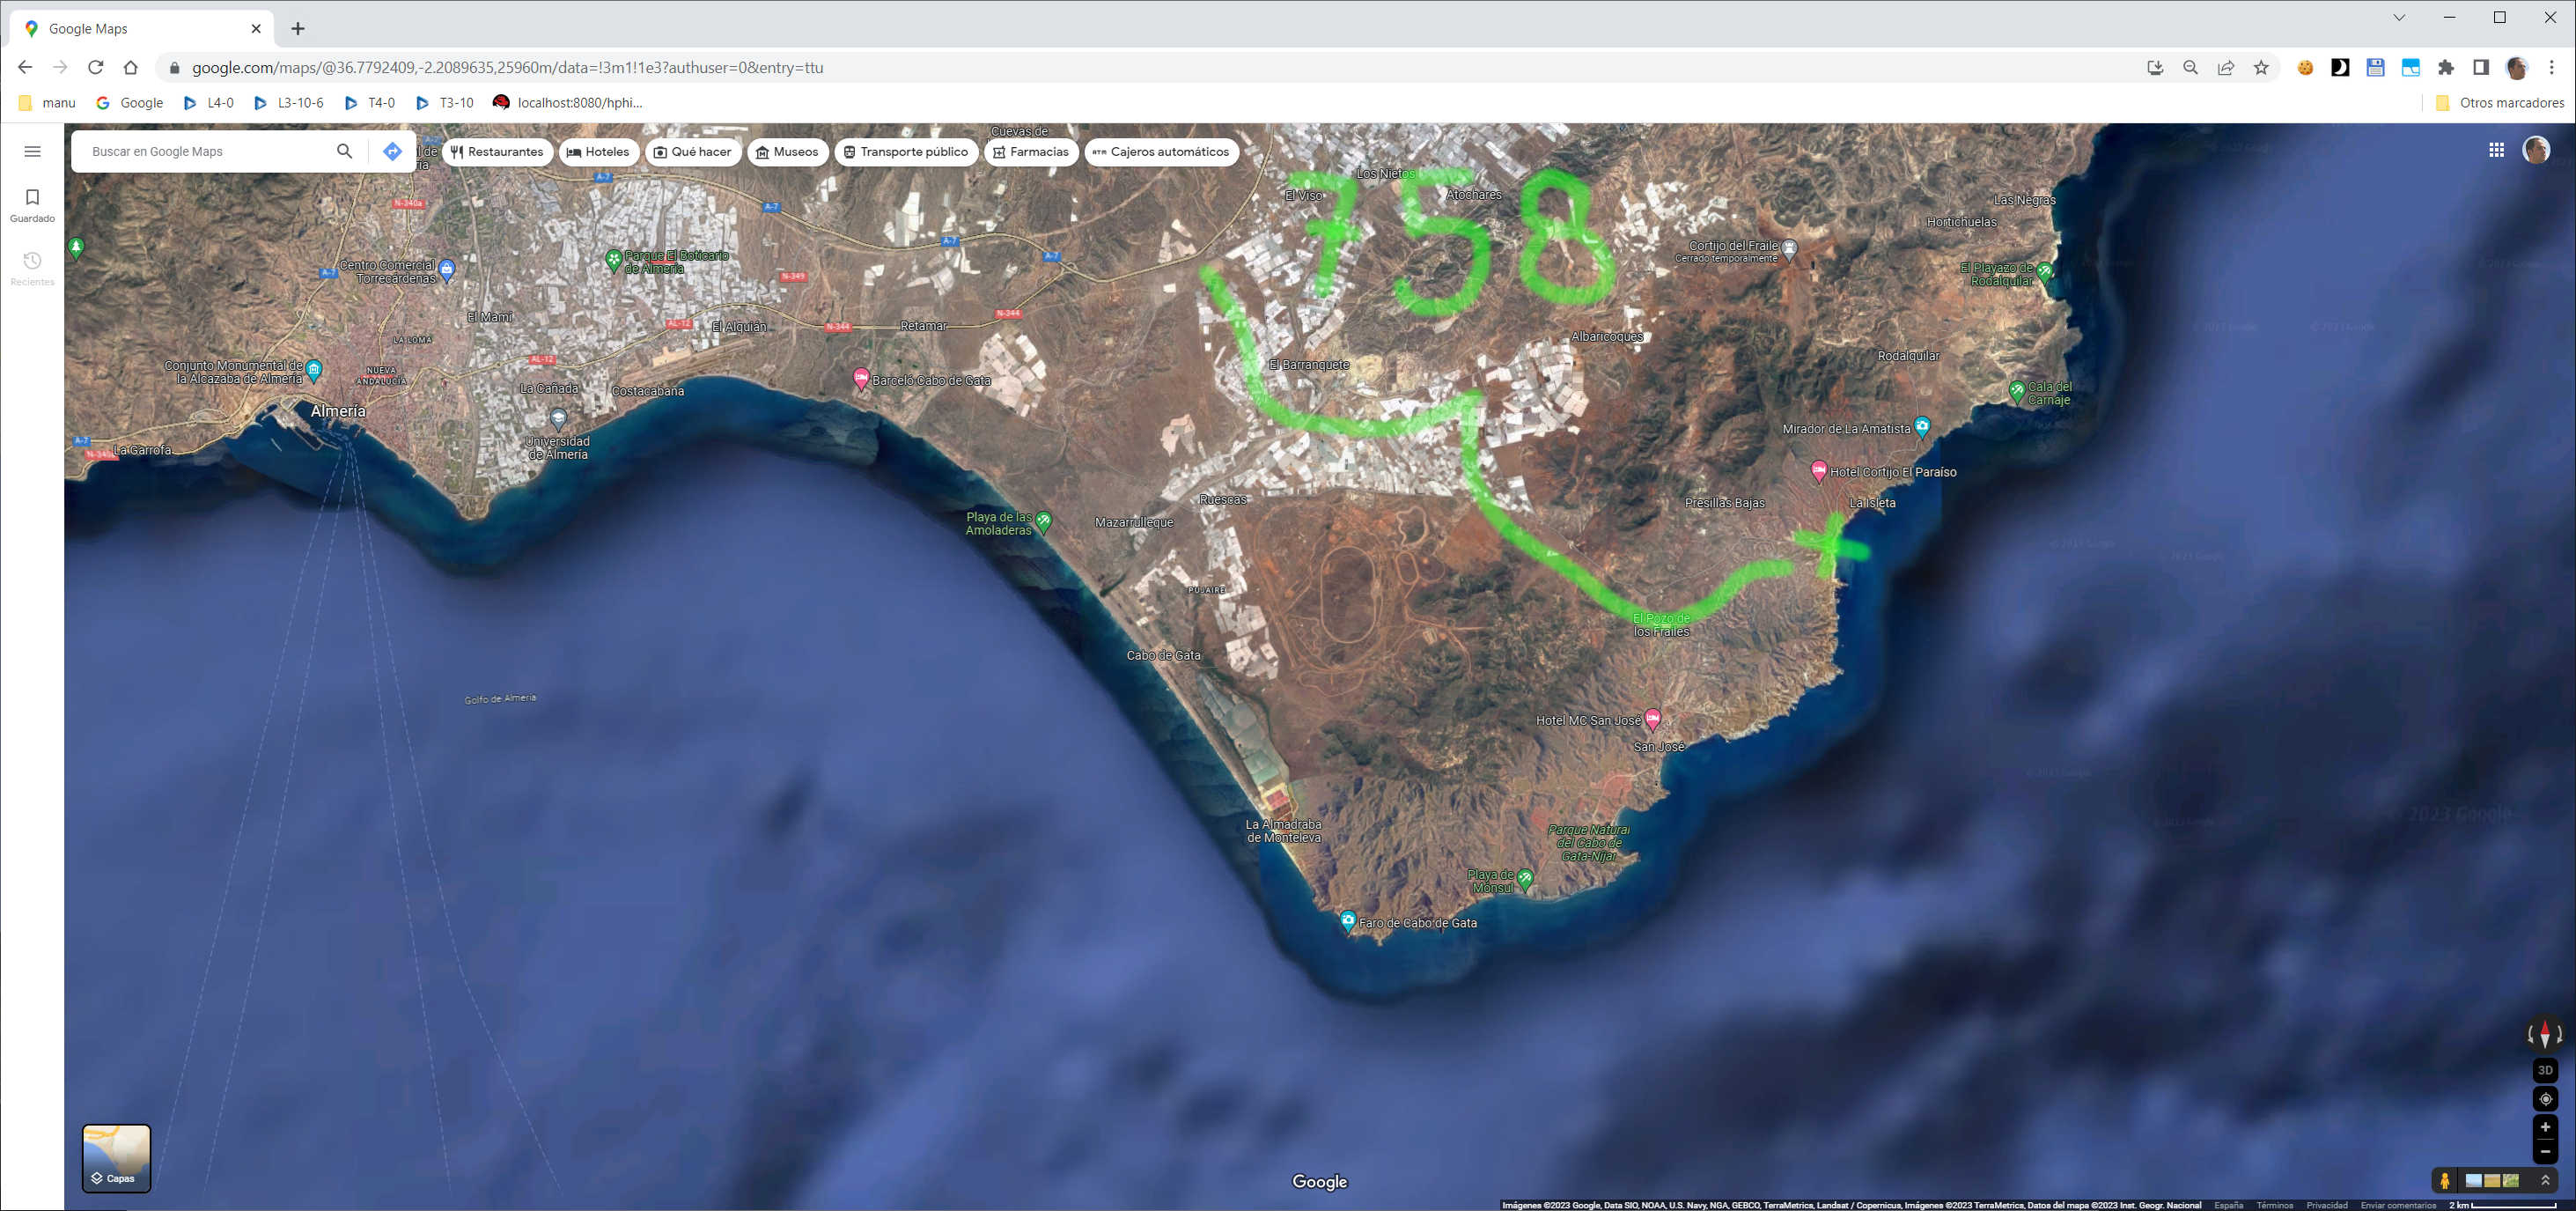 Google Maps
google.com/maps/@36.7792409,-2.2089635,25960m/data=!3m1!1e3?authuser=0&entry=ttu
manu Google L4-0 L3-10-6 T4-0 T3-10 localhost:8080/hphi... Otros marcadores
Buscar en Google Maps
Restaurantes Hoteles Qué hacer Museos Transporte público Farmacias Cajeros automáticos
Cuevas de
Guardado
Recientes
758
Los Nietos
El Viso
Atochares
Las Negras
Hortichuelas
A-7
N-340a
A-7
A-7
A-7
A-7
Parque El Boticario
de Almería
Centro Comercial
Torrecárdenas
N-349
Cortijo del Fraile
Cerrado temporalmente
El Playazo de
Rodalquilar
El Mamí
LA LOMA
AL-12
El Alquián
N-344
Retamar
N-344
Albaricoques
Rodalquilar
AL-12
Conjunto Monumental de
la Alcazaba de Almería
NUEVA
ANDALUCÍA
La Cañada
Costacabana
Barceló Cabo de Gata
El Barranquete
Cala del
Carnaje
Almería
Universidad
de Almería
A-7
La Garrofa
Mirador de La Amatista
Hotel Cortijo El Paraíso
Presillas Bajas
La Isleta
Ruescas
Mazarrulleque
Playa de las
Amoladeras
PUJAIRE
El Pozo de
los Frailes
Cabo de Gata
Golfo de Almería
Hotel MC San José
San José
La Almadraba
de Monteleva
Parque Natural
del Cabo de
Gata-Níjar
Playa de
Mónsul
Faro de Cabo de Gata
2023 Google
3D
Capas
Google
Imágenes ©2023 Google, Data SIO, NOAA, U.S. Navy, NGA, GEBCO, TerraMetrics, Landsat / Copernicus, Imágenes ©2023 TerraMetrics, Datos del mapa ©2023 Inst. Geogr. Nacional España Términos Privacidad Enviar comentarios 2 km